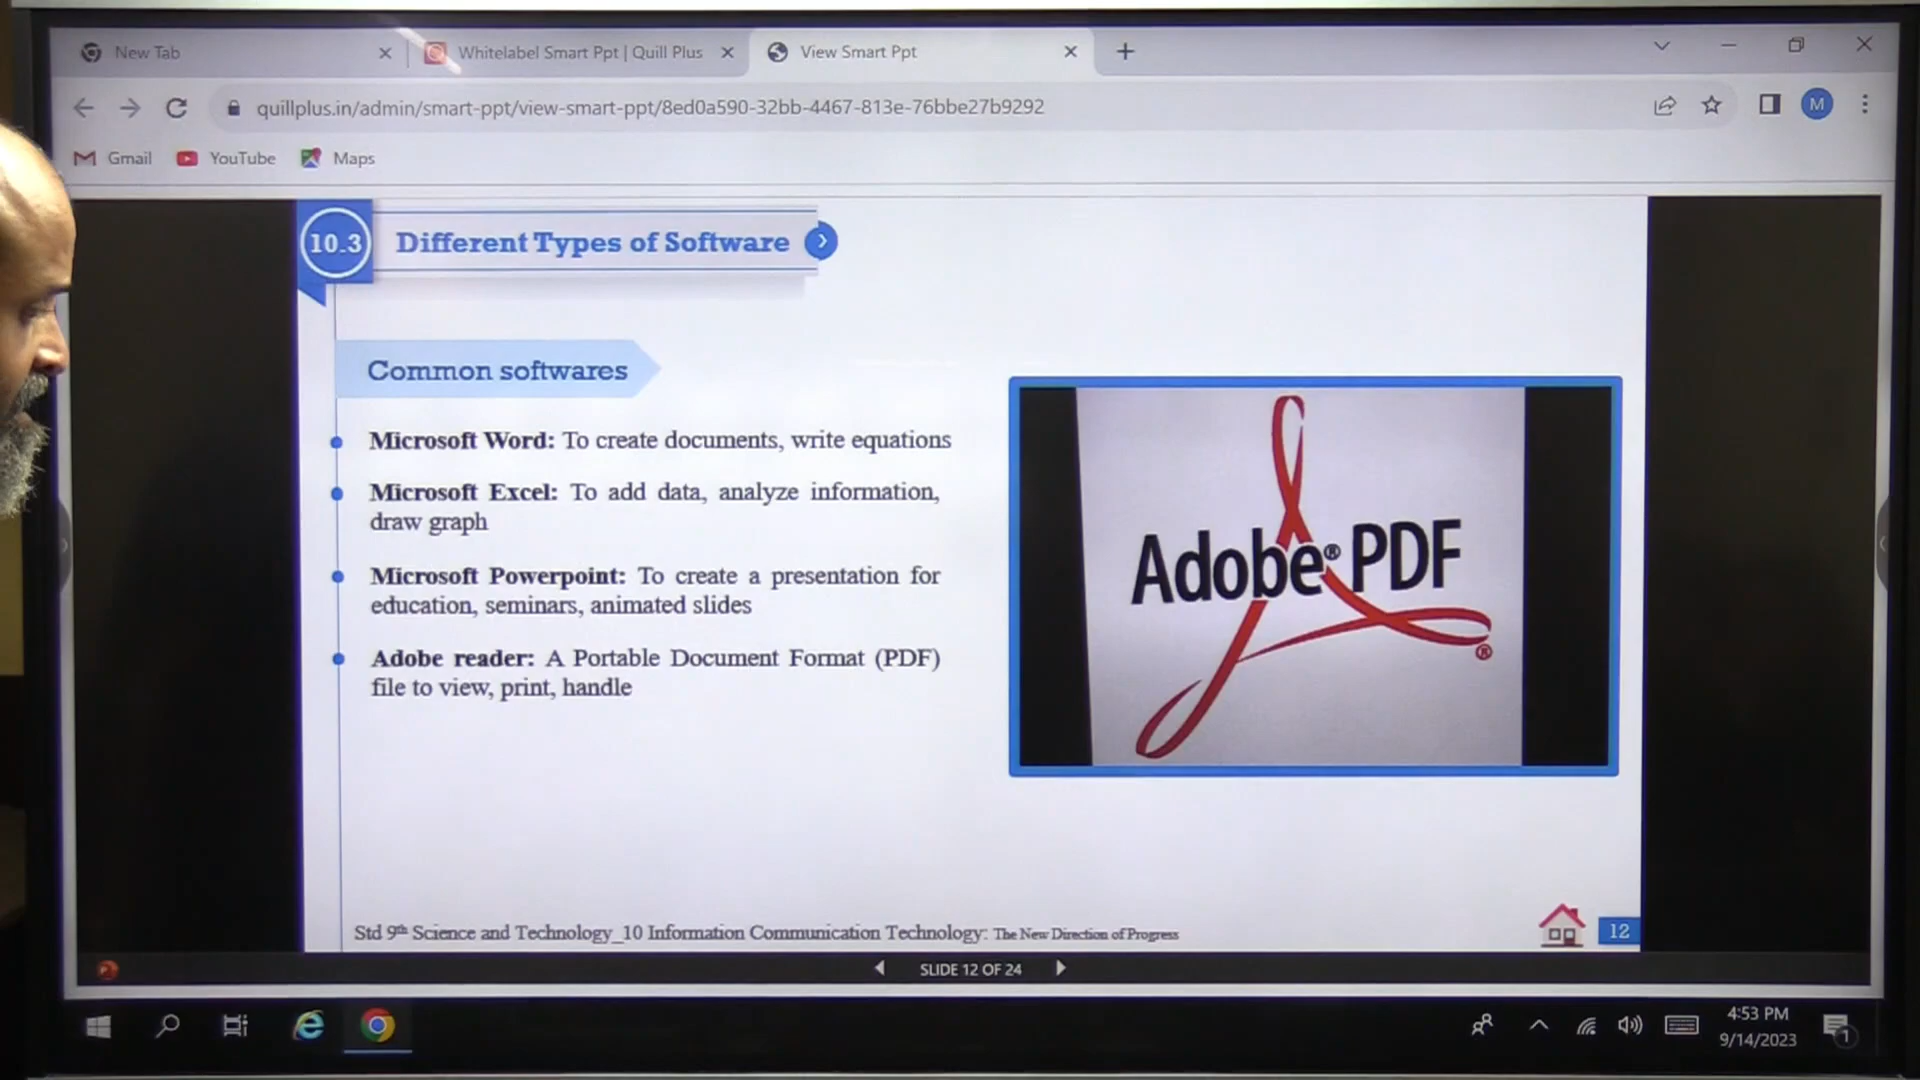 New Tab
Whitelabel Smart Ppt | Quill Plus
View Smart Ppt
quillplus.in/admin/smart-ppt/view-smart-ppt/8ed0a590-32bb-4467-813e-76bbe27b9292
M
Gmail
YouTube
Maps
10.3
Different Types of Software
Common softwares
Microsoft Word: To create documents, write equations
Microsoft Excel: To add data, analyze information,
draw graph
Microsoft Powerpoint: To create a presentation for
education, seminars, animated slides
Adobe reader: A Portable Document Format (PDF)
file to view, print, handle
Adobe® PDF
®
Std 9th Science and Technology_10 Information Communication Technology: The New Direction of Progress
12
SLIDE 12 OF 24
4:53 PM
9/14/2023
1